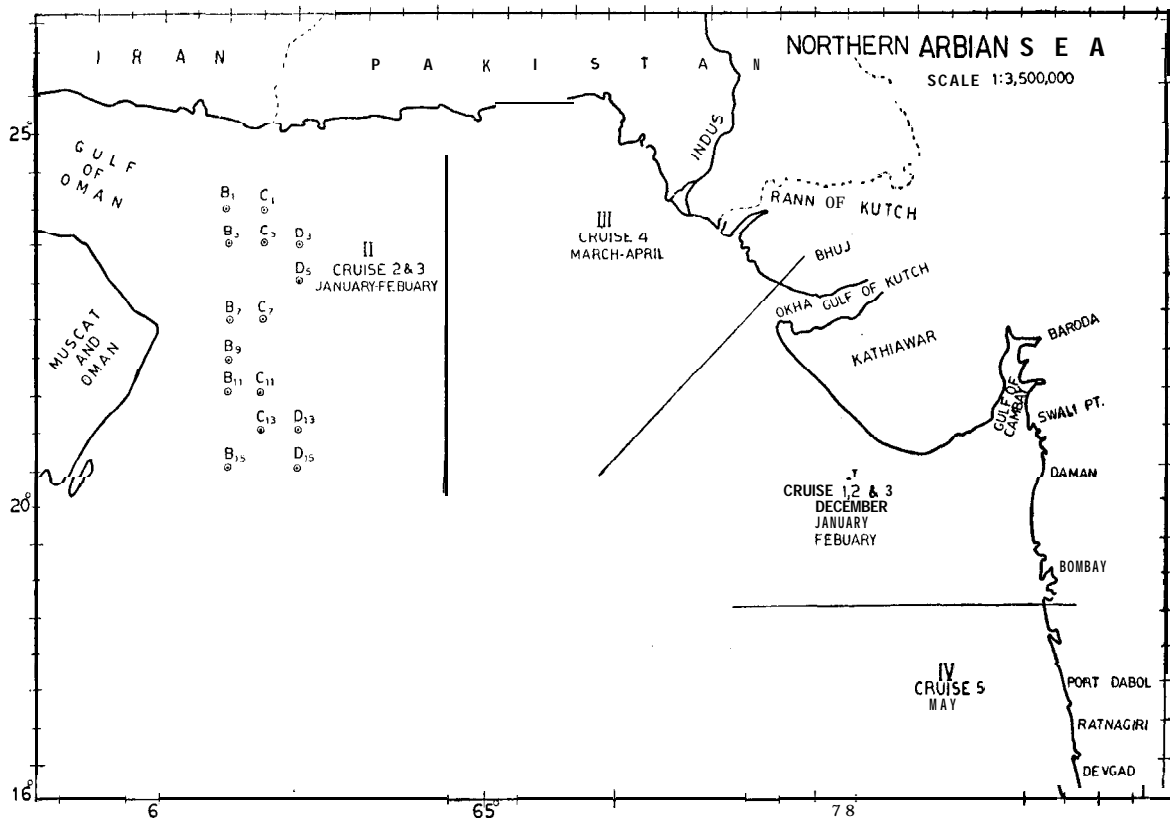 NORTHERN ARBIAN SEA
SCALE 1:3,500,000
IRAN
PAKISTAN
25°
GULF
OF
OMAN
INDUS
RANN OF KUTCH
B1 C1
B3 C3 D3
D5
B7 C7
B9
B11 C11
C13 D13
B15 D15
II
CRUISE 2&3
JANUARY-FEBUARY
III
CRUISE 4
MARCH-APRIL
BHUJ
OKHA GULF OF KUTCH
KATHIAWAR
MUSCAT
AND
OMAN
BARODA
GULF OF
CAMBAY
SWALI PT.
DAMAN
20°
CRUISE 1,2 & 3
DECEMBER
JANUARY
FEBUARY
BOMBAY
IV
CRUISE 5
MAY
PORT DABOL
RATNAGIRI
DEVGAD
16°
6
65°
78